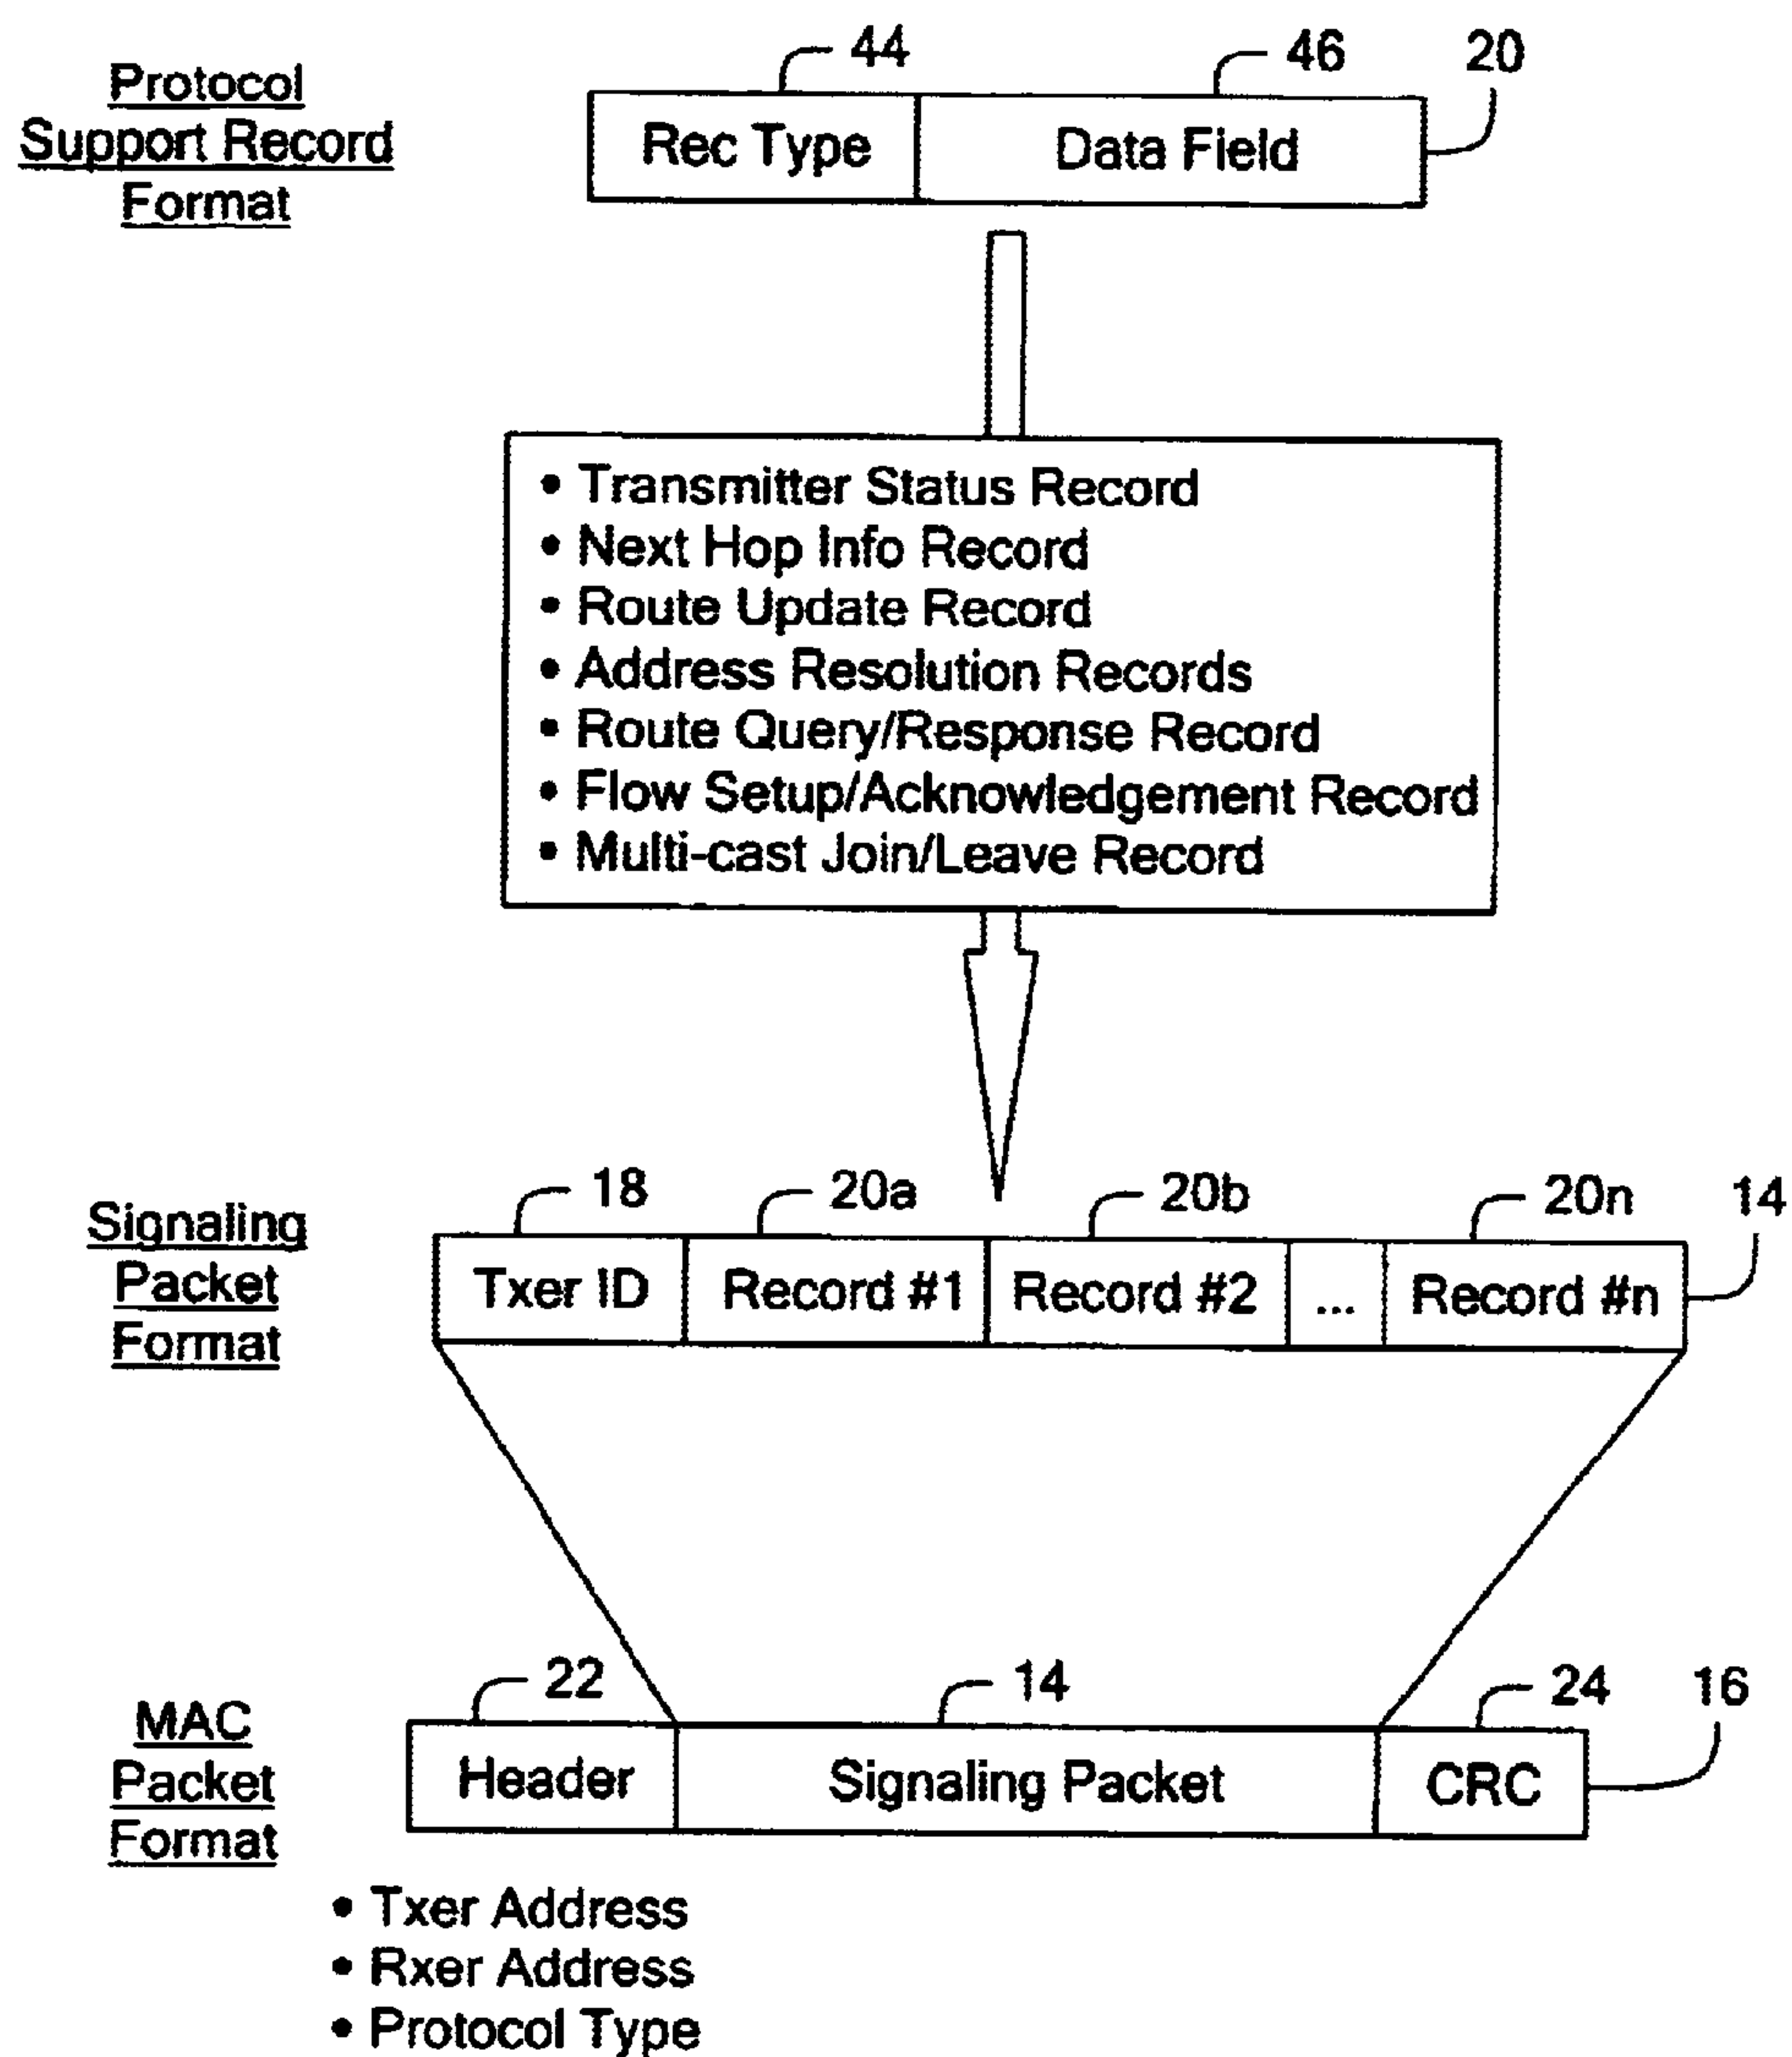 44 46 20
Protocol
Support Record
Format
Rec Type Data Field
• Transmitter Status Record
• Next Hop Info Record
• Route Update Record
• Address Resolution Records
• Route Query/Response Record
• Flow Setup/Acknowledgement Record
• Multi-cast Join/Leave Record
18 20a 20b 20n 14
Signaling
Packet
Format
Txer ID Record #1 Record #2 ... Record #n
22 14 24 16
MAC
Packet
Format
Header Signaling Packet CRC
• Txer Address
• Rxer Address
• Protocol Type